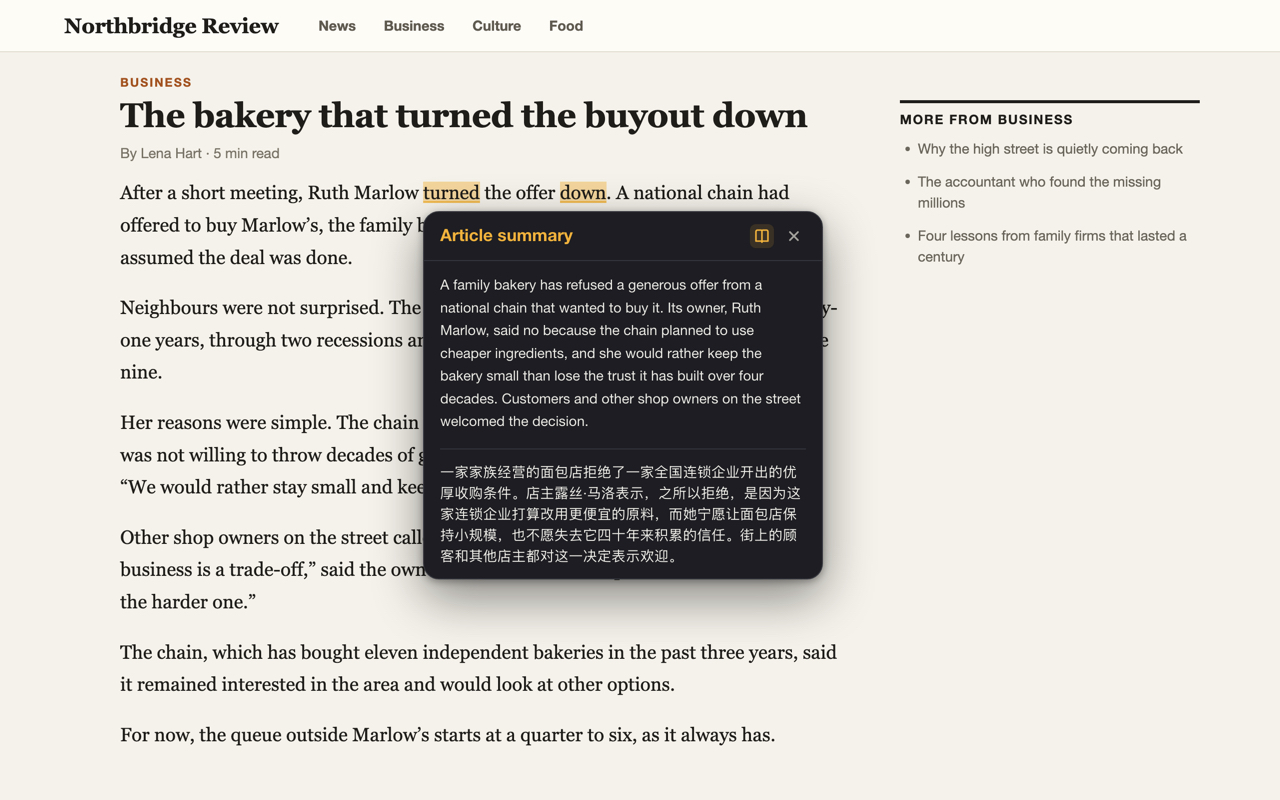 Northbridge Review
News
Business
Culture
Food
BUSINESS
The bakery that turned the buyout down
By Lena Hart · 5 min read
After a short meeting, Ruth Marlow turned the offer down. A national chain had
offered to buy Marlow’s, the family
assumed the deal was done.
Neighbours were not surprised. The
one years, through two recessions
nine.
Her reasons were simple. The chain
was not willing to throw decades of
“We would rather stay small and
Other shop owners on the street
business is a trade-off,” said the
the harder one.”
The chain, which has bought eleven independent bakeries in the past three years, said
it remained interested in the area and would look at other options.
For now, the queue outside Marlow’s starts at a quarter to six, as it always has.
Article summary
A family bakery has refused a generous offer from a
national chain that wanted to buy it. Its owner, Ruth
Marlow, said no because the chain planned to use
cheaper ingredients, and she would rather keep the
bakery small than lose the trust it has built over four
decades. Customers and other shop owners on the street
welcomed the decision.
一家家族经营的面包店拒绝了一家全国连锁企业开出的优
厚收购条件。店主露丝·马洛表示，之所以拒绝，是因为这
家连锁企业打算改用更便宜的原料，而她宁愿让面包店保
持小规模，也不愿失去它四十年来积累的信任。街上的顾
客和其他店主都对这一决定表示欢迎。
MORE FROM BUSINESS
Why the high street is quietly coming back
The accountant who found the missing
millions
Four lessons from family firms that lasted a
century